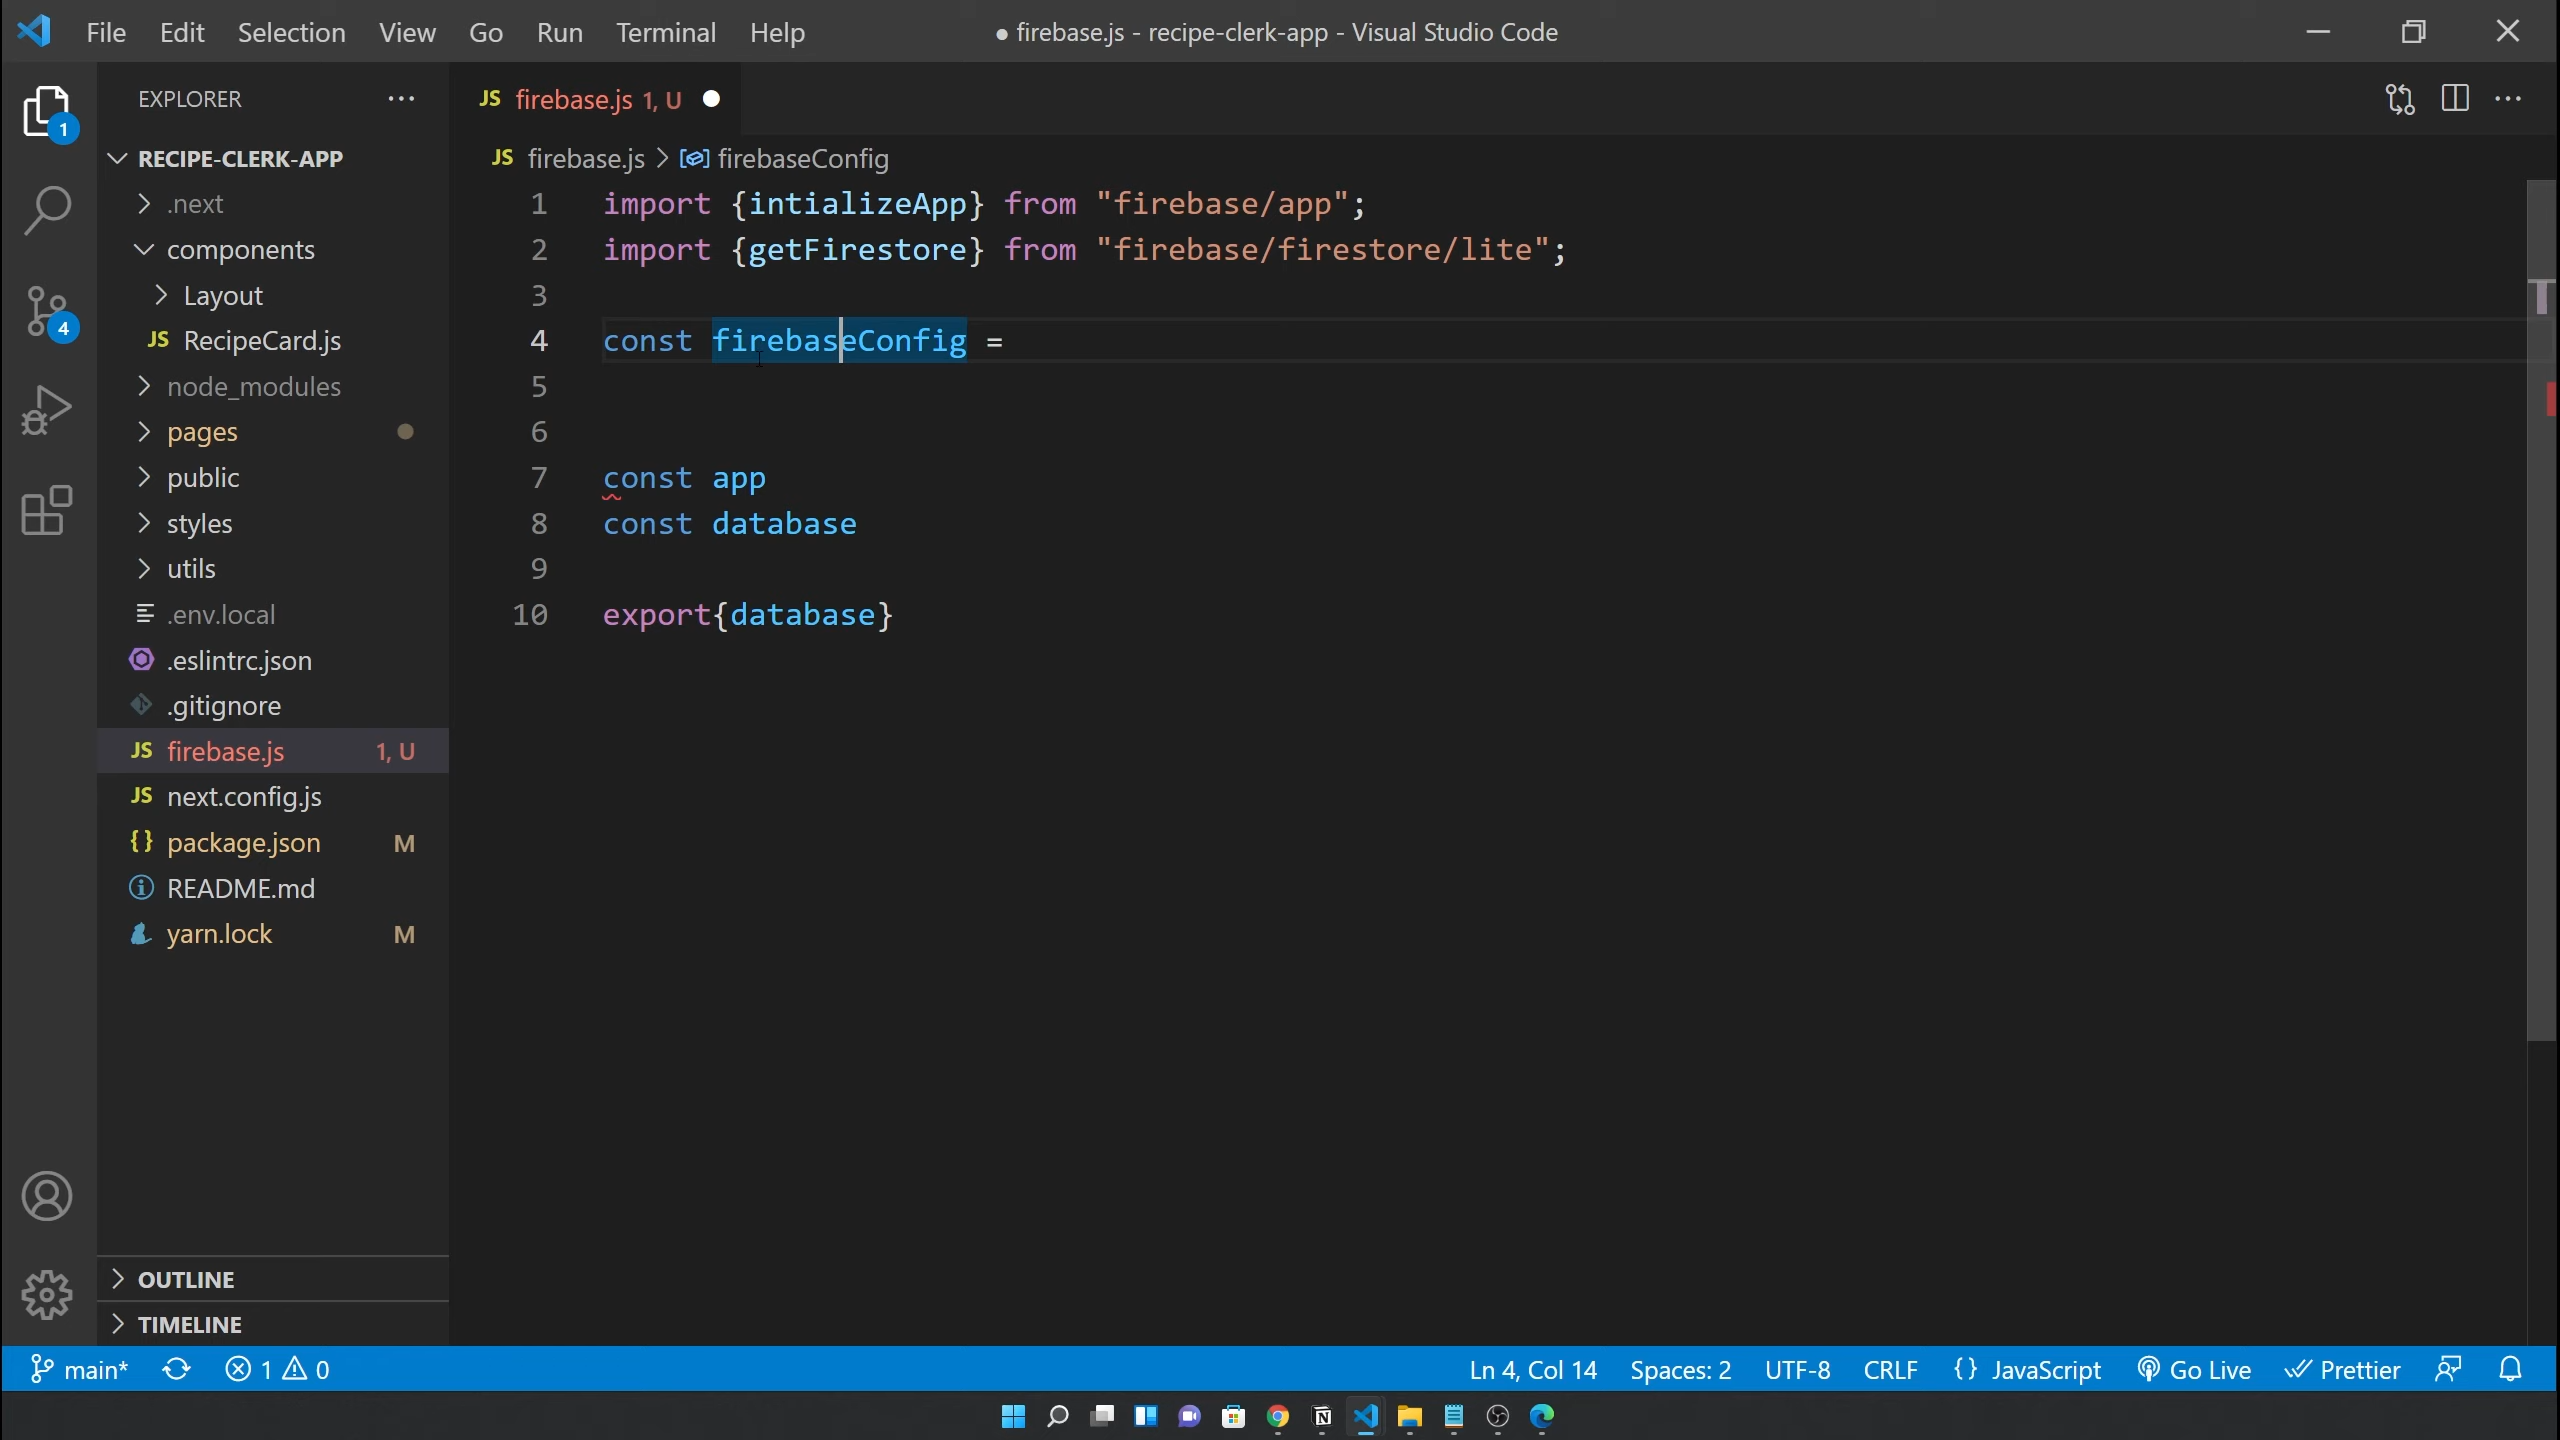 File Edit Selection View Go Run Terminal Help
● firebase.js - recipe-clerk-app - Visual Studio Code
EXPLORER
1
4
RECIPE-CLERK-APP
.next
components
Layout
JS RecipeCard.js
node_modules
pages
public
styles
utils
.env.local
.eslintrc.json
.gitignore
JS firebase.js 1, U
JS next.config.js
{} package.json M
README.md
yarn.lock M
OUTLINE
TIMELINE
JS firebase.js 1, U
JS firebase.js > firebaseConfig
1 import {intializeApp} from "firebase/app";
2 import {getFirestore} from "firebase/firestore/lite";
3
4 const firebaseConfig =
5
6
7 const app
8 const database
9
10 export{database}
main* 1 0 Ln 4, Col 14 Spaces: 2 UTF-8 CRLF {} JavaScript Go Live Prettier